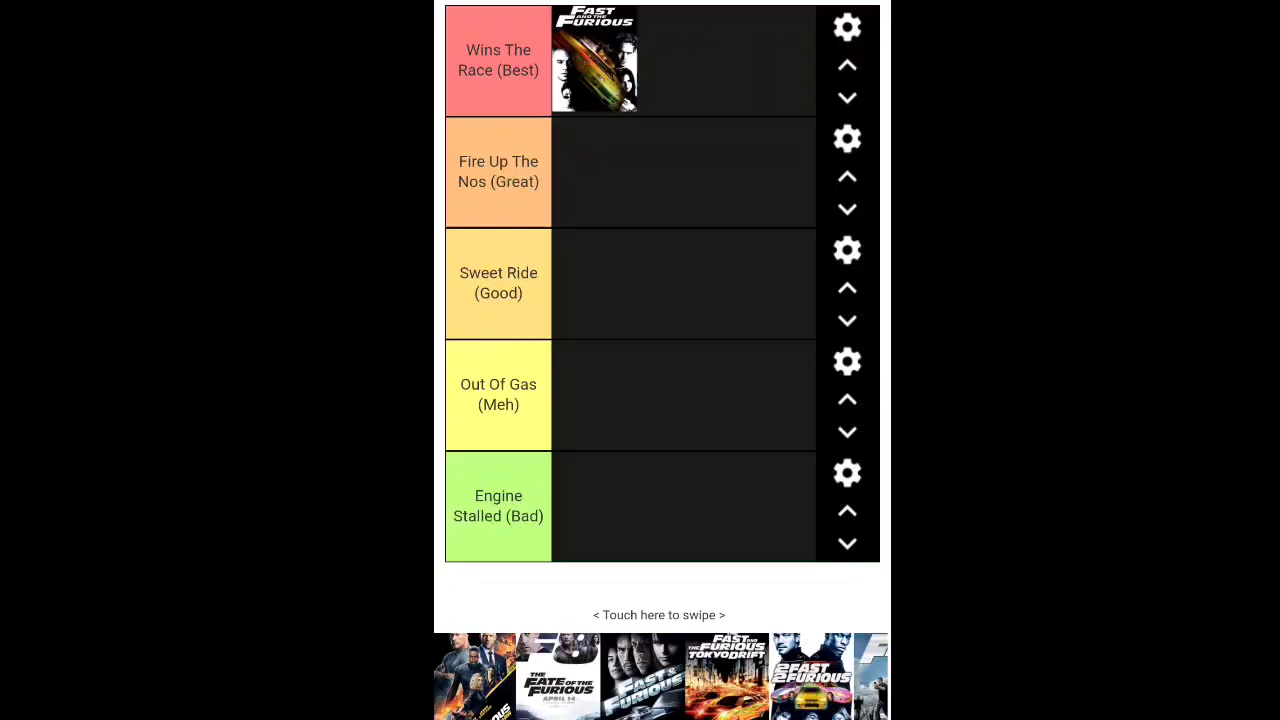 FAST
AND THE
FURIOUS
Wins The
Race (Best)
Fire Up The
Nos (Great)
Sweet Ride
(Good)
Out Of Gas
(Meh)
Engine
Stalled (Bad)
< Touch here to swipe >
THE
FATE OF THE
FURIOUS
APRIL 14
FAST &
FURIOUS
FAST AND
THE FURIOUS
TOKYO DRIFT
2 FAST
2 FURIOUS